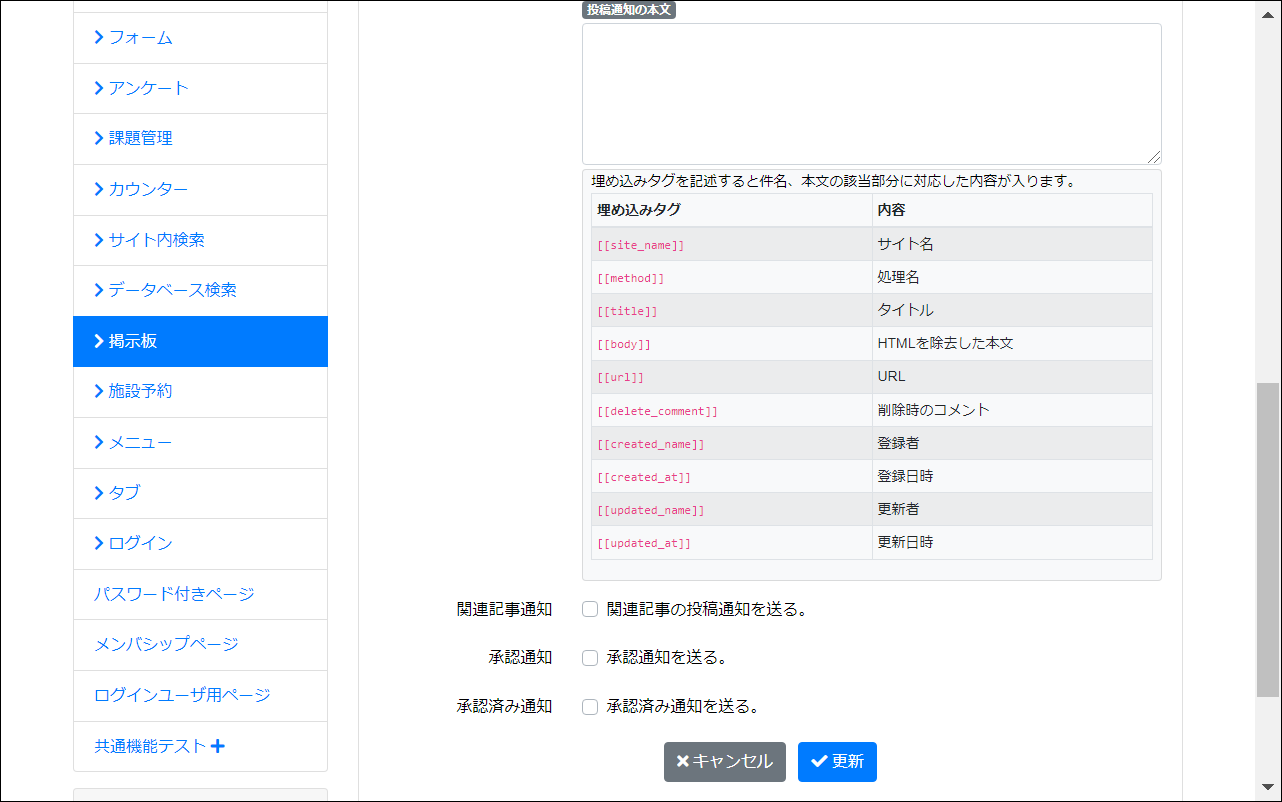 フォーム
アンケート
課題管理
カウンター
サイト内検索
データベース検索
掲示板
施設予約
メニュー
タブ
ログイン
パスワード付きページ
メンバシップページ
ログインユーザ用ページ
共通機能テスト
投稿通知の本文
埋め込みタグを記述すると件名、本文の該当部分に対応した内容が入ります。
埋め込みタグ 内容
[[site_name]] サイト名
[[method]] 処理名
[[title]] タイトル
[[body]] HTMLを除去した本文
[[url]] URL
[[delete_comment]] 削除時のコメント
[[created_name]] 登録者
[[created_at]] 登録日時
[[updated_name]] 更新者
[[updated_at]] 更新日時
関連記事通知 関連記事の投稿通知を送る。
承認通知 承認通知を送る。
承認済み通知 承認済み通知を送る。
キャンセル 更新